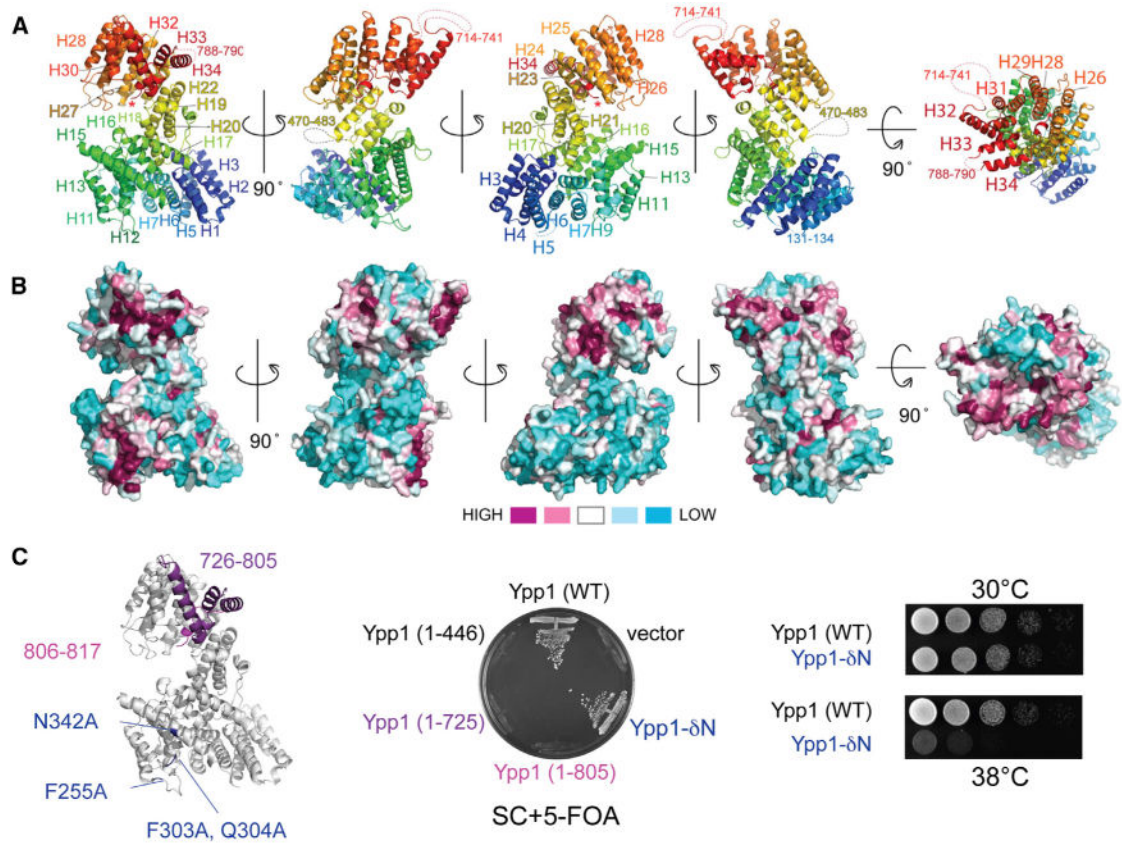 A
H32
H33
H28
788-790
H30
H34
H22
H27
H19
H16
H18
H20
H15
H17
H3
H13
H2
H11
H7
H6
H5
H1
H12
90°
714-741
470-483
H25
H24
H28
H34
H23
H26
H20
H21
H16
H17
H15
H3
H13
H6
H11
H4
H7
H9
H5
714-741
470-483
131-134
90°
H29
H28
714-741
H31
H26
H32
H33
788-790
H34
B
90°
90°
HIGH
LOW
C
726-805
806-817
N342A
F255A
F303A, Q304A
Ypp1 (WT)
Ypp1 (1-446)
vector
Ypp1 (1-725)
Ypp1-δN
Ypp1 (1-805)
SC+5-FOA
30°C
Ypp1 (WT)
Ypp1-δN
Ypp1 (WT)
Ypp1-δN
38°C